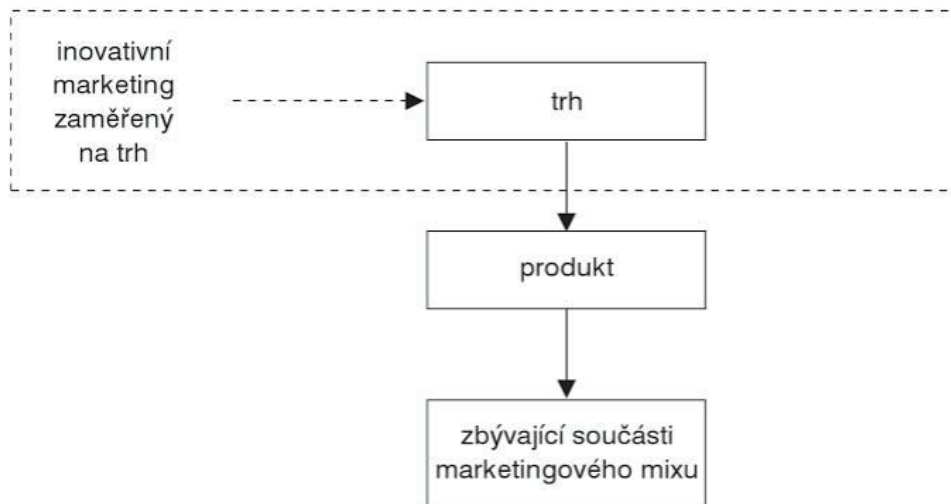 inovativní
marketing
zaměřený
na trh
trh
produkt
zbývající součásti
marketingového mixu